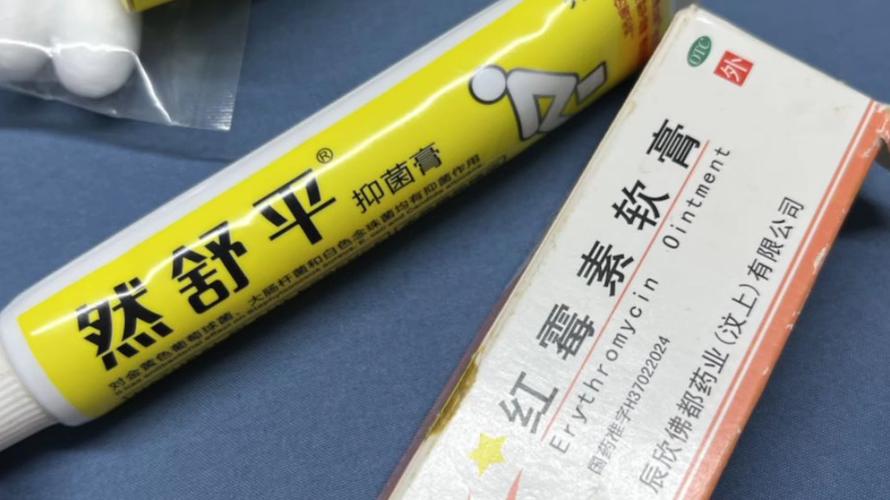 然舒平®
抑菌膏
对金黄色葡萄球菌、大肠杆菌和白色念珠菌均有抑菌作用
OTC
外
红霉素软膏
Erythromycin Ointment
国药准字H37022024
辰欣佛都药业(汶上)有限公司